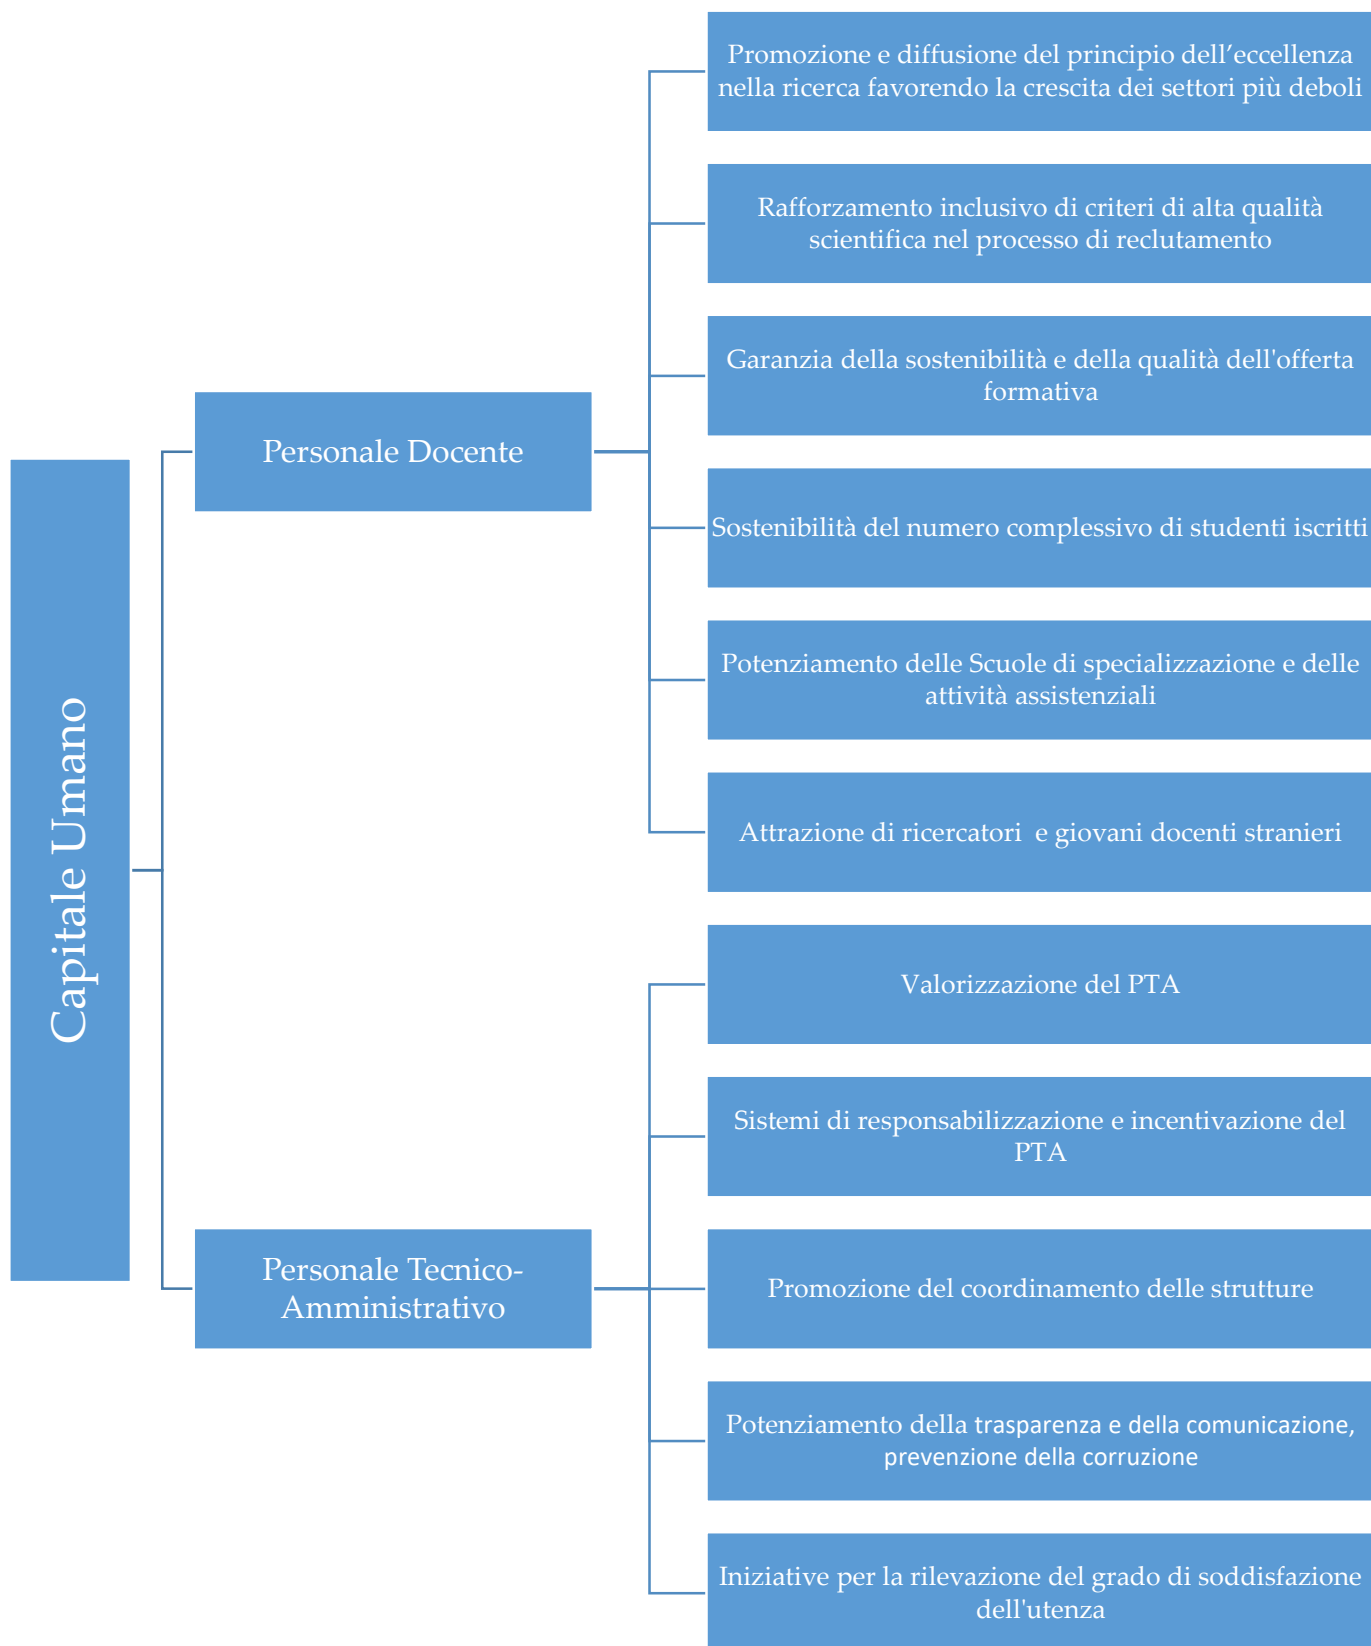 Capitale Umano
Personale Docente
Promozione e diffusione del principio dell’eccellenza
nella ricerca favorendo la crescita dei settori più deboli
Rafforzamento inclusivo di criteri di alta qualità
scientifica nel processo di reclutamento
Garanzia della sostenibilità e della qualità dell'offerta
formativa
Sostenibilità del numero complessivo di studenti iscritti
Potenziamento delle Scuole di specializzazione e delle
attività assistenziali
Attrazione di ricercatori  e giovani docenti stranieri
Personale Tecnico-
Amministrativo
Valorizzazione del PTA
Sistemi di responsabilizzazione e incentivazione del
PTA
Promozione del coordinamento delle strutture
Potenziamento della trasparenza e della comunicazione,
prevenzione della corruzione
Iniziative per la rilevazione del grado di soddisfazione
dell'utenza